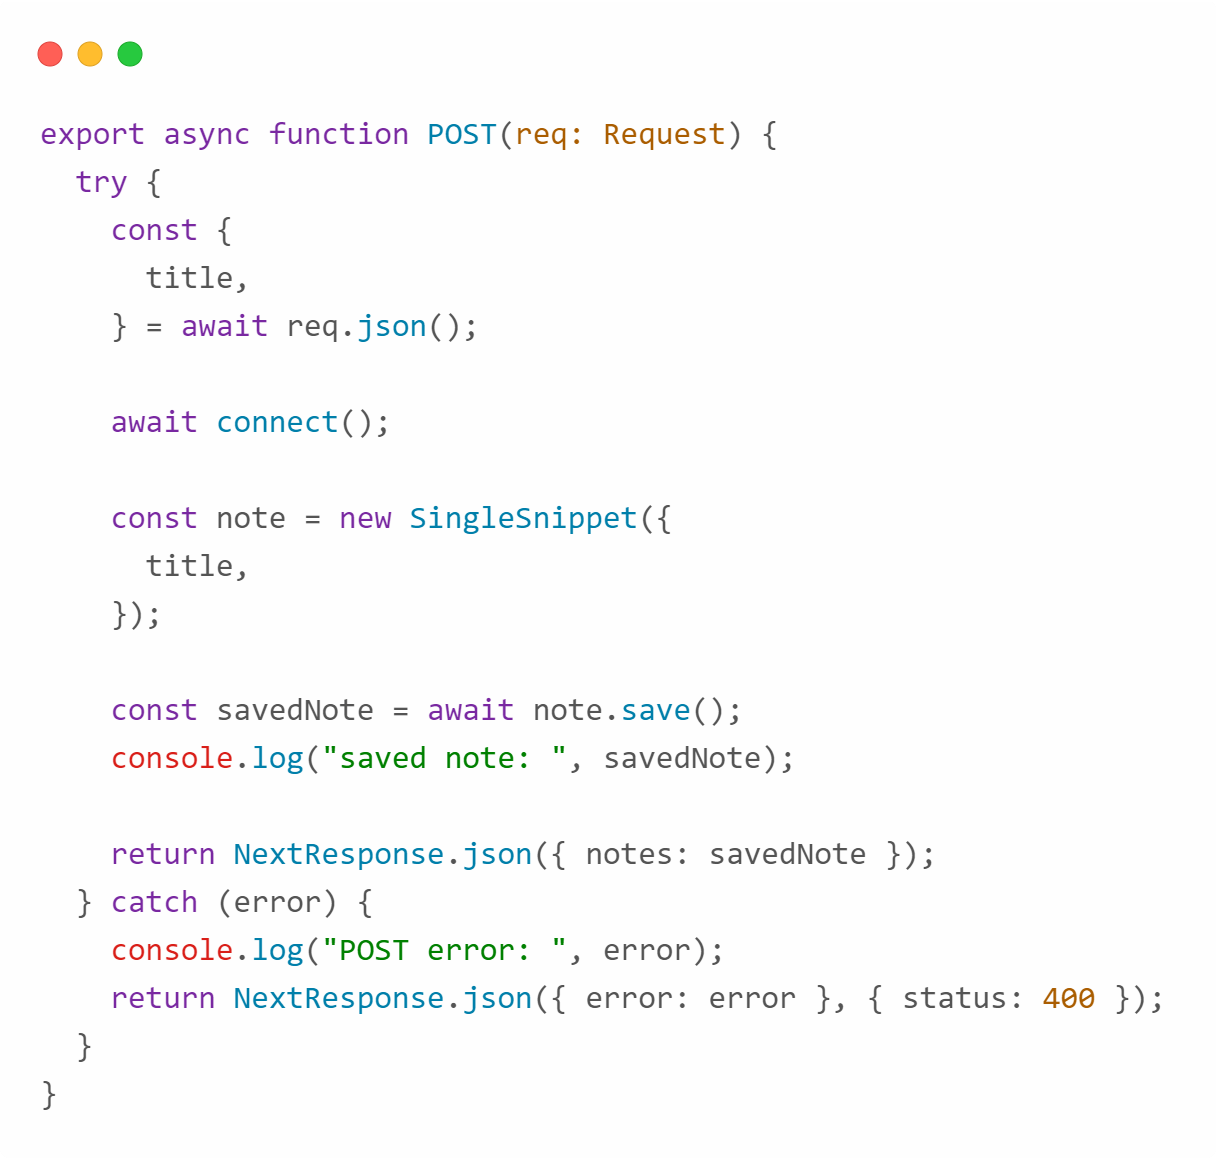 export async function POST(req: Request) {
  try {
    const {
      title,
    } = await req.json();

    await connect();

    const note = new SingleSnippet({
      title,
    });

    const savedNote = await note.save();
    console.log("saved note: ", savedNote);

    return NextResponse.json({ notes: savedNote });
  } catch (error) {
    console.log("POST error: ", error);
    return NextResponse.json({ error: error }, { status: 400 });
  }
}